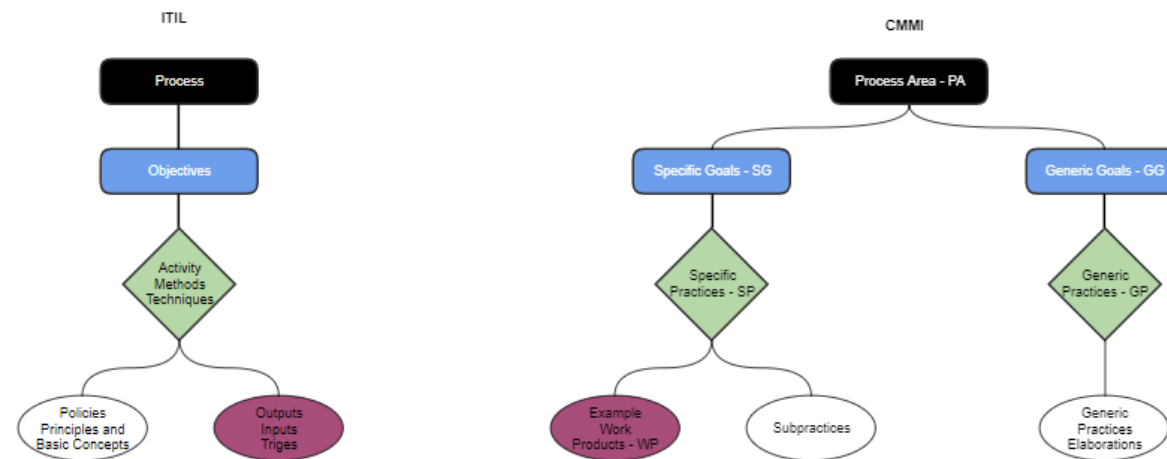 ITIL
CMMI
Process
Process Area - PA
Objectives
Specific Goals - SG
Generic Goals - GG
Activity
Methods
Techniques
Specific
Practices - SP
Generic
Practices - GP
Policies
Principles and
Basic Concepts
Outputs
Inputs
Triges
Example
Work
Products - WP
Subpractices
Generic
Practices
Elaborations